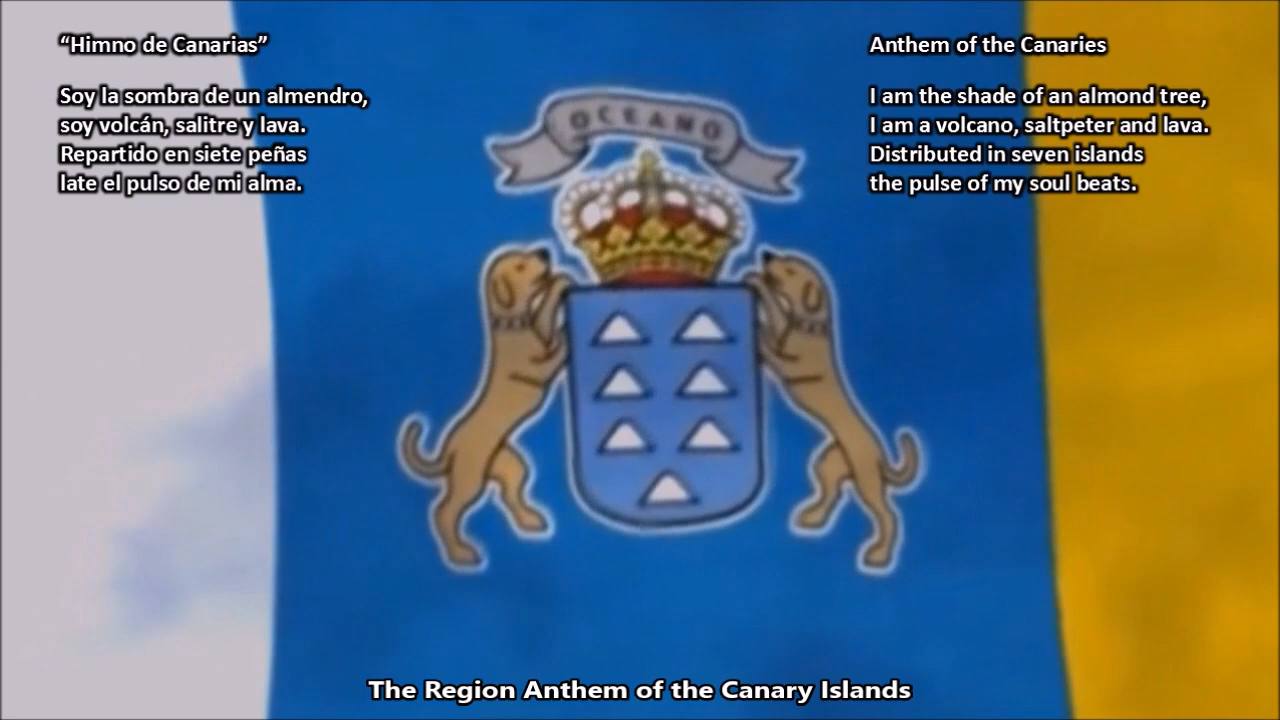 “Himno de Canarias”
Soy la sombra de un almendro,
soy volcán, salitre y lava.
Repartido en siete peñas
late el pulso de mi alma.
Anthem of the Canaries
I am the shade of an almond tree,
I am a volcano, saltpeter and lava.
Distributed in seven islands
the pulse of my soul beats.
OCEANO
The Region Anthem of the Canary Islands